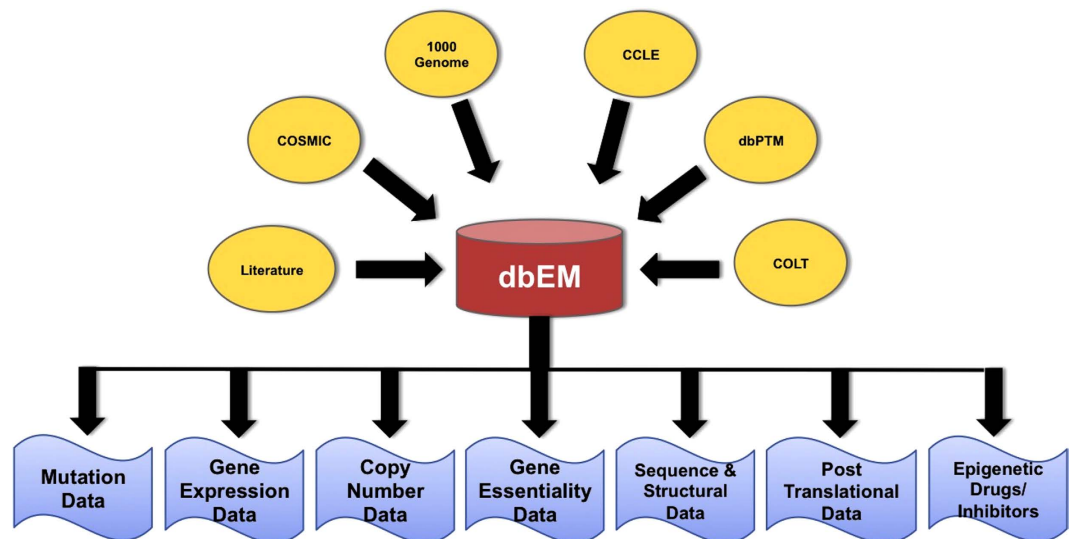 1000
Genome
CCLE
COSMIC
dbPTM
Literature
dbEM
COLT
Mutation
Data
Gene
Expression
Data
Copy
Number
Data
Gene
Essentiality
Data
Sequence &
Structural
Data
Post
Translational
Data
Epigenetic
Drugs/
Inhibitors